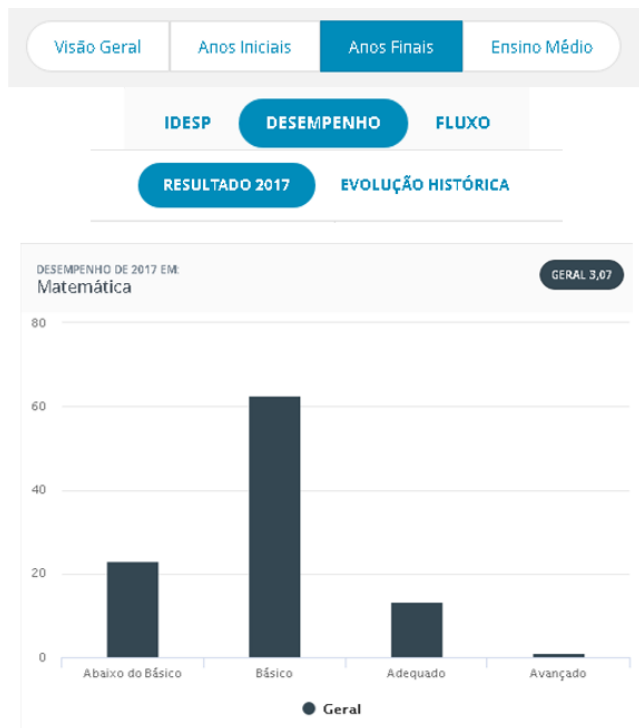 Visão Geral Anos Iniciais Anos Finais Ensino Médio
IDESP DESEMPENHO FLUXO
RESULTADO 2017 EVOLUÇÃO HISTÓRICA
DESEMPENHO DE 2017 EM:
Matemática
GERAL 3,07
80
60
40
20
0
Abaixo do Básico Básico Adequado Avançado
Geral